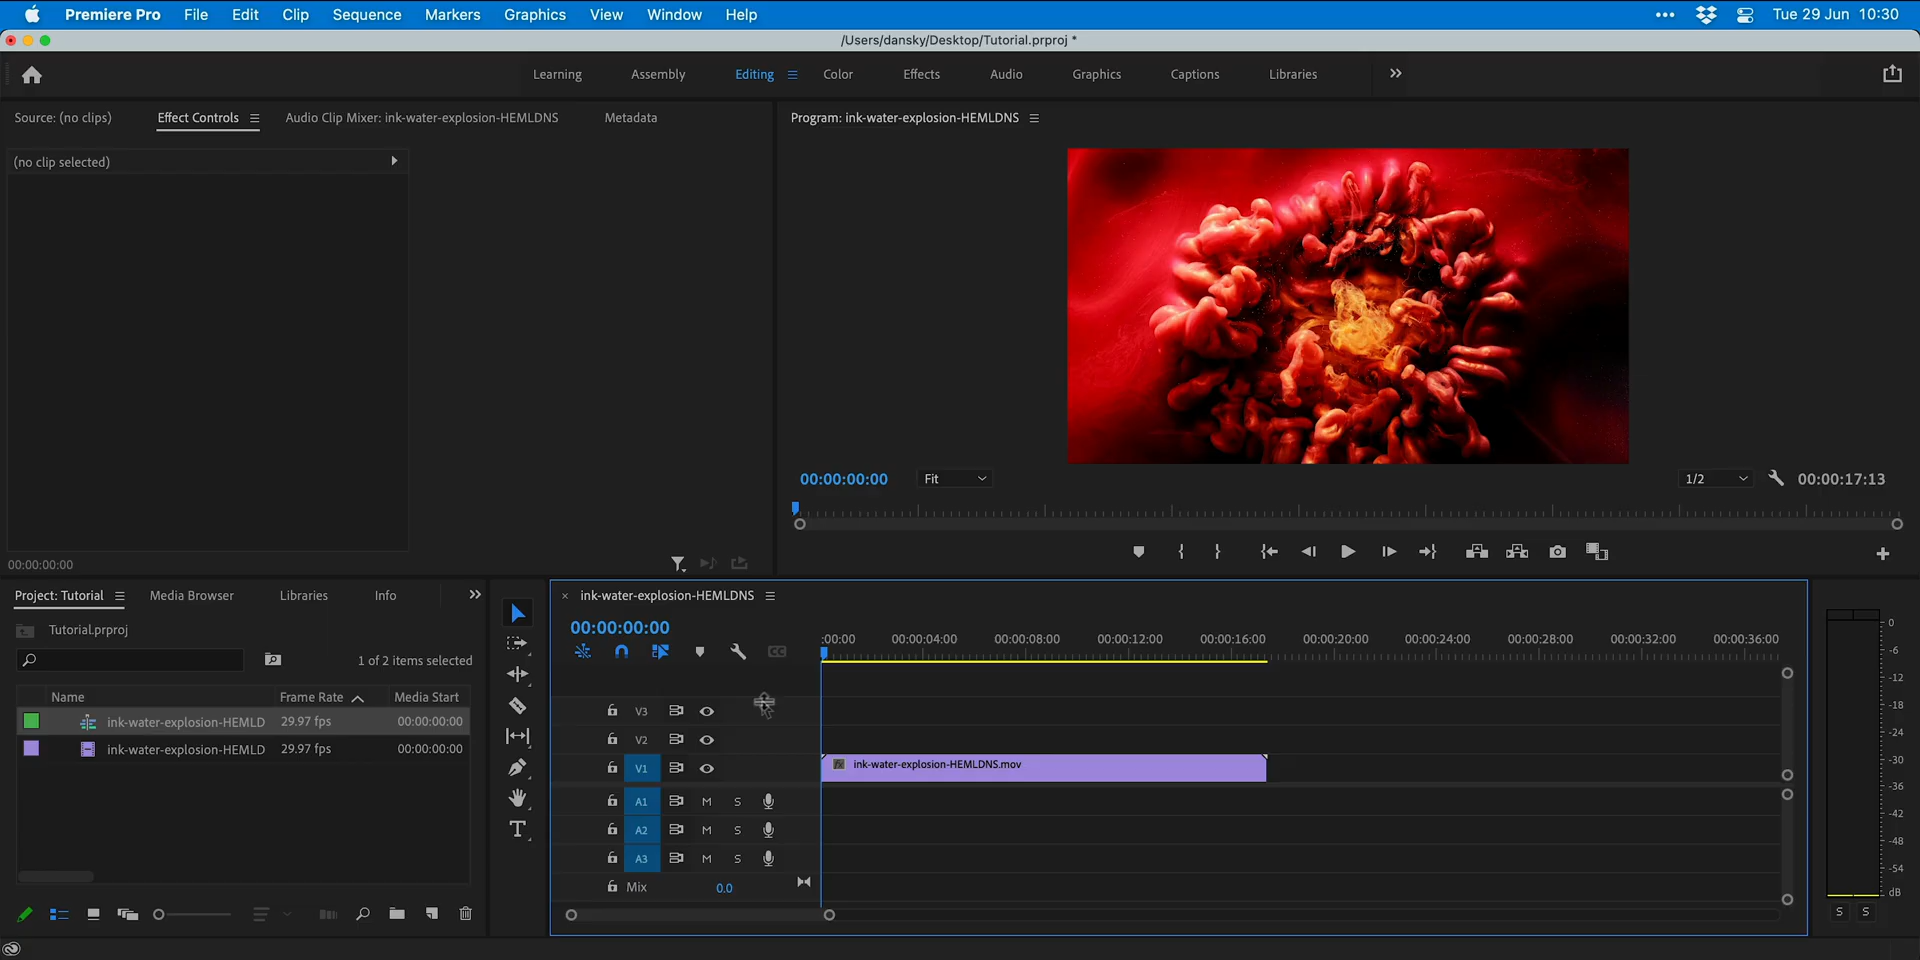 Premiere Pro File Edit Clip Sequence Markers Graphics View Window Help Tue 29 Jun 10:30
/Users/dansky/Desktop/Tutorial.prproj *
Learning Assembly Editing Color Effects Audio Graphics Captions Libraries
Source: (no clips) Effect Controls Audio Clip Mixer: ink-water-explosion-HEMLDNS Metadata
Program: ink-water-explosion-HEMLDNS
(no clip selected)
00:00:00:00 Fit 1/2 00:00:17:13
00:00:00:00
Project: Tutorial Media Browser Libraries Info
Tutorial.prproj
1 of 2 items selected
Name Frame Rate Media Start
ink-water-explosion-HEMLD 29.97 fps 00:00:00:00
ink-water-explosion-HEMLD 29.97 fps 00:00:00:00
T
ink-water-explosion-HEMLDNS
00:00:00:00
:00:00 00:00:04:00 00:00:08:00 00:00:12:00 00:00:16:00 00:00:20:00 00:00:24:00 00:00:28:00 00:00:32:00 00:00:36:00
CC
V3
V2
V1 fx ink-water-explosion-HEMLDNS.mov
A1 M S
A2 M S
A3 M S
Mix 0.0
0
-6
-12
-18
-24
-30
-36
-42
-48
-54
dB
S S